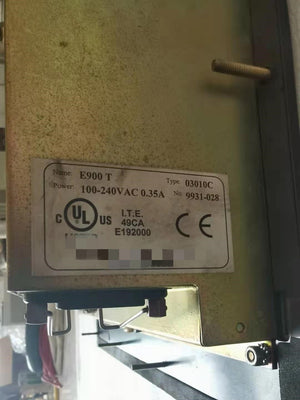 Name: E900 T Type: 03010C
Power: 100-240VAC 0.35A No: 9931-028
C UL US I.T.E. CE
49CA
E192000